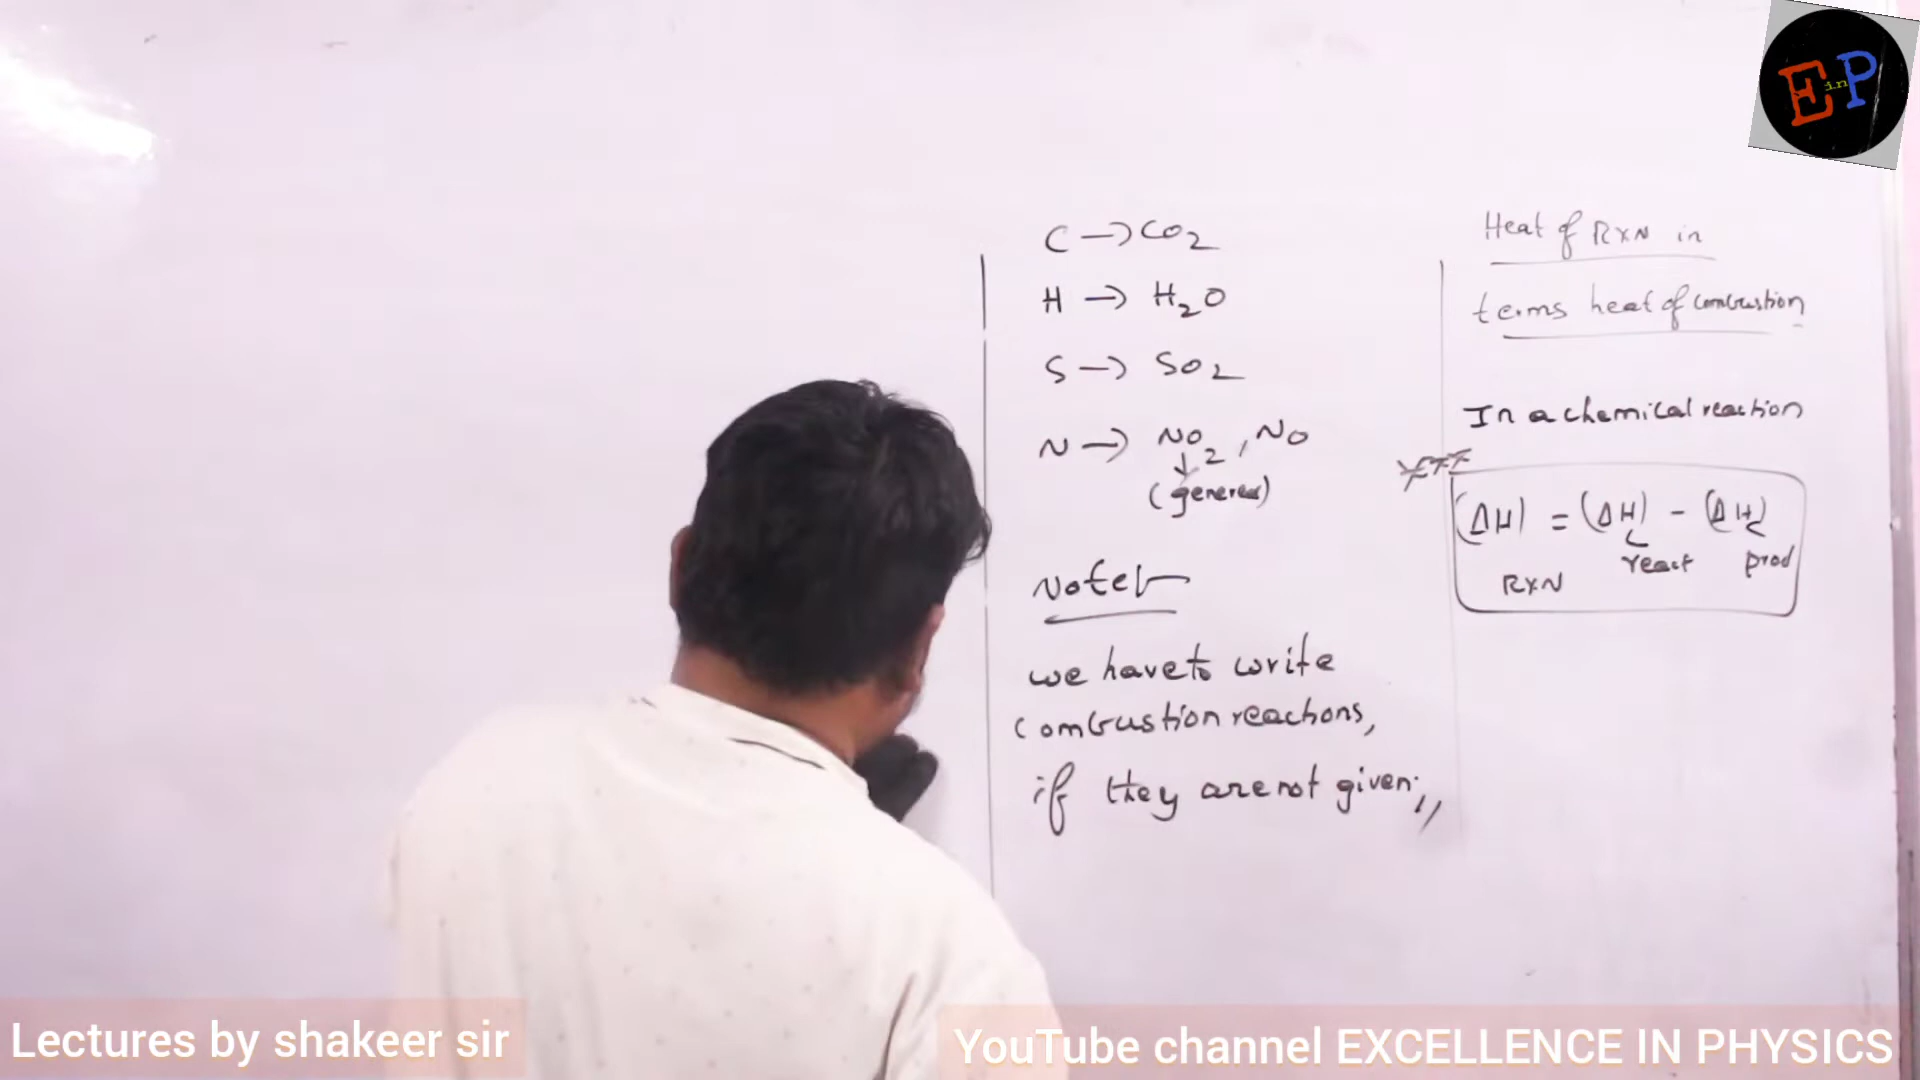 E in P
C → CO2
H → H2O
S → SO2
N → NO2, NO
↓
(general)
Note:-
we have to write
combustion reactions,
if they are not given;,,
Heat of RXN in
terms heat of combustion
In a chemical reaction
(ΔH) = (ΔH) - (ΔH)
RXN C react C prod
Lectures by shakeer sir
YouTube channel EXCELLENCE IN PHYSICS